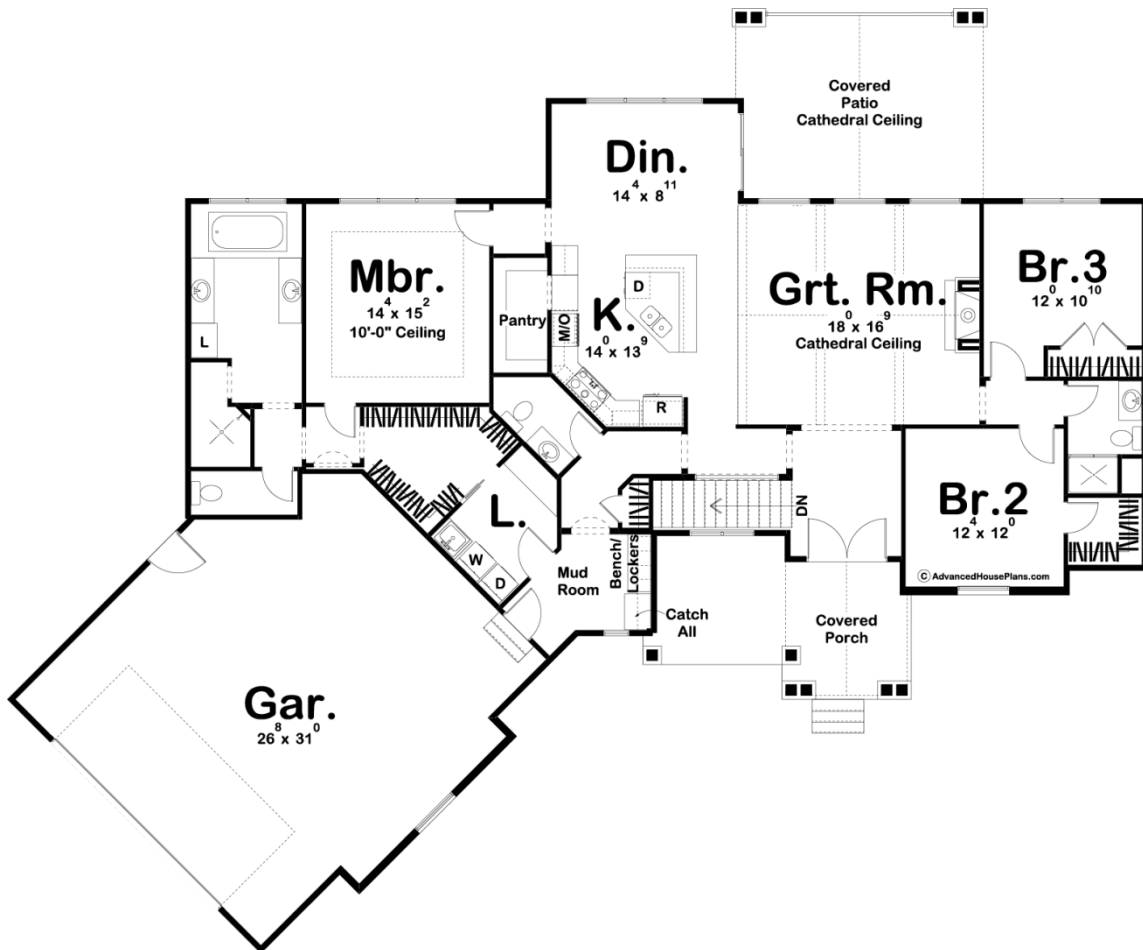 Covered
Patio
Cathedral Ceiling
Din.
14⁴ x 8¹¹
Mbr.
14⁴ x 15²
10'-0" Ceiling
Pantry
M/O
K.
14⁰ x 13⁹
D
R
Grt. Rm.
18⁰ x 16⁹
Cathedral Ceiling
Br.3
12⁰ x 10¹⁰
L
L.
W
D
Mud
Room
Bench/
Lockers
Catch
All
DN
Br.2
12⁴ x 12⁰
© AdvancedHousePlans.com
Covered
Porch
Gar.
26⁸ x 31⁰